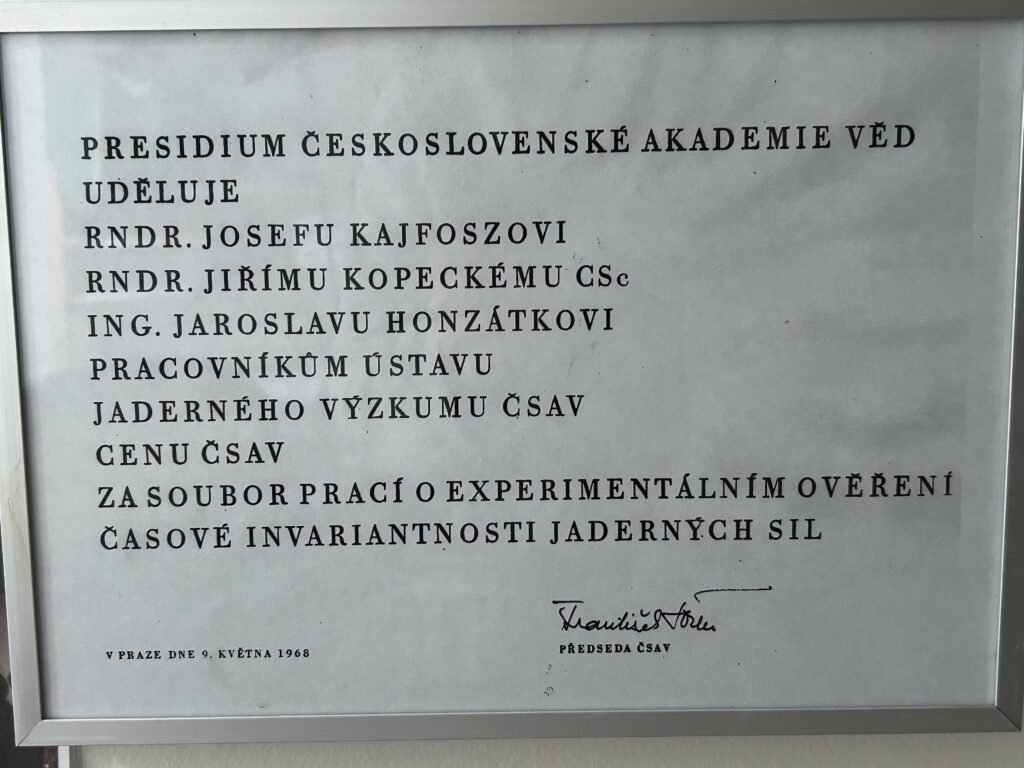 PRESIDIUM ČESKOSLOVENSKÉ AKADEMIE VĚD
UDĚLUJE
RNDR. JOSEFU KAJFOSZOVI
RNDR. JIŘÍMU KOPECKÉMU CSc
ING. JAROSLAVU HONZÁTKOVI
PRACOVNÍKŮM ÚSTAVU
JADERNÉHO VÝZKUMU ČSAV
CENU ČSAV
ZA SOUBOR PRACÍ O EXPERIMENTÁLNÍM OVĚŘENÍ
ČASOVÉ INVARIANTNOSTI JADERNÝCH SIL
František Šorm
V PRAZE DNE 9. KVĚTNA 1968
PŘEDSEDA ČSAV